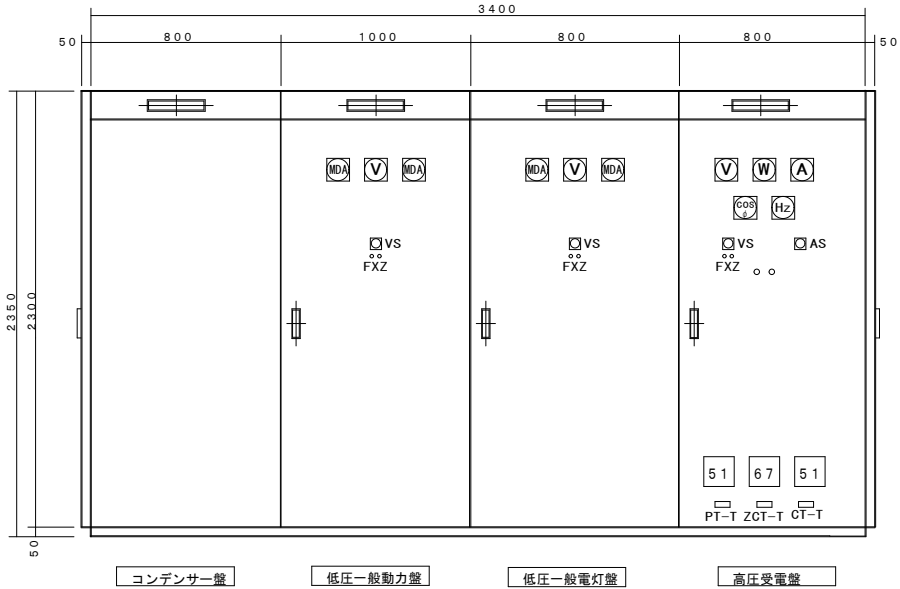 3400
50 800 1000 800 800 50
MDA V MDA MDA V MDA V W A
COSφ Hz
VS VS VS AS
FXZ FXZ FXZ
2350 2300
51 67 51
PT-T ZCT-T CT-T
50
コンデンサー盤 低圧一般動力盤 低圧一般電灯盤 高圧受電盤